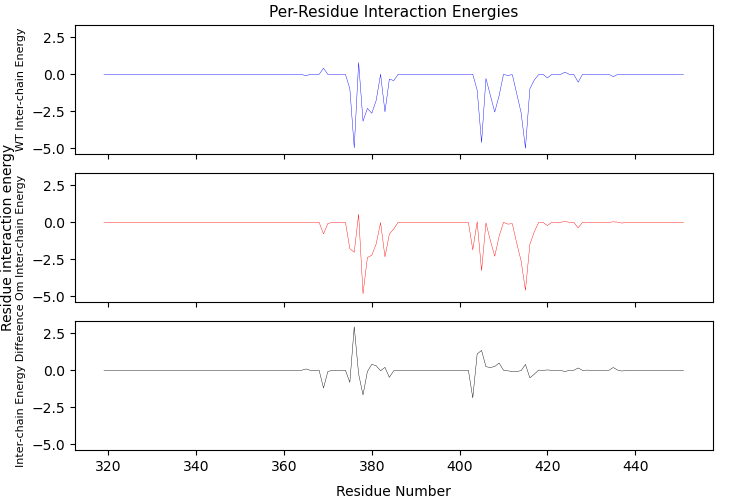 Per-Residue Interaction Energies
Residue interaction energy
WT Inter-chain Energy
2.5
0.0
−2.5
−5.0
Om Inter-chain Energy
2.5
0.0
−2.5
−5.0
Inter-chain Energy Difference
2.5
0.0
−2.5
−5.0
320 340 360 380 400 420 440
Residue Number